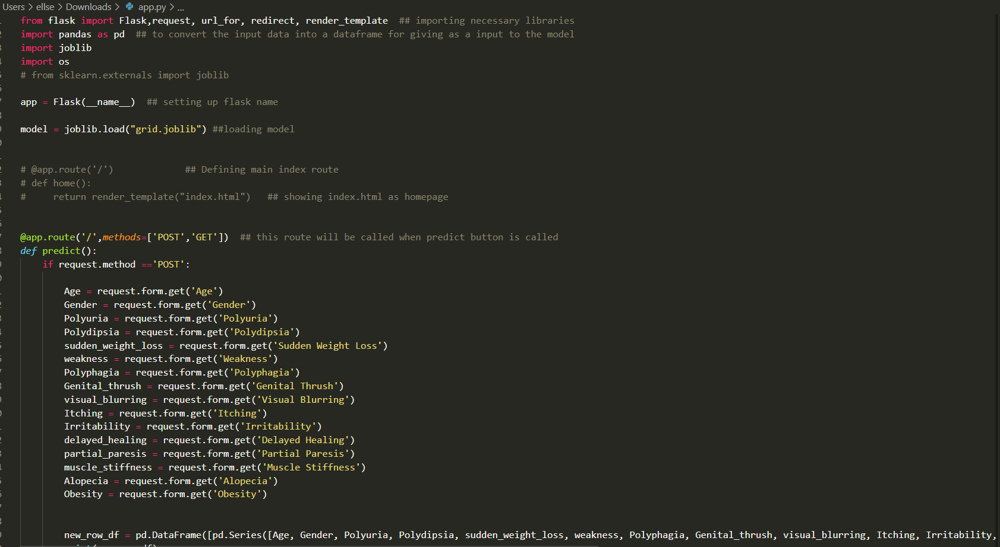 Users > ellse > Downloads > app.py > ...
from flask import Flask,request, url_for, redirect, render_template  ## importing necessary libraries
import pandas as pd  ## to convert the input data into a dataframe for giving as a input to the model
import joblib
import os
# from sklearn.externals import joblib
app = Flask(__name__)  ## setting up flask name
model = joblib.load("grid.joblib") ##loading model
# @app.route('/')             ## Defining main index route
# def home():
#     return render_template("index.html")   ## showing index.html as homepage
@app.route('/',methods=['POST','GET'])  ## this route will be called when predict button is called
def predict():
    if request.method =='POST':
        Age = request.form.get('Age')
        Gender = request.form.get('Gender')
        Polyuria = request.form.get('Polyuria')
        Polydipsia = request.form.get('Polydipsia')
        sudden_weight_loss = request.form.get('Sudden Weight Loss')
        weakness = request.form.get('Weakness')
        Polyphagia = request.form.get('Polyphagia')
        Genital_thrush = request.form.get('Genital Thrush')
        visual_blurring = request.form.get('Visual Blurring')
        Itching = request.form.get('Itching')
        Irritability = request.form.get('Irritability')
        delayed_healing = request.form.get('Delayed Healing')
        partial_paresis = request.form.get('Partial Paresis')
        muscle_stiffness = request.form.get('Muscle Stiffness')
        Alopecia = request.form.get('Alopecia')
        Obesity = request.form.get('Obesity')
        new_row_df = pd.DataFrame([pd.Series([Age, Gender, Polyuria, Polydipsia, sudden_weight_loss, weakness, Polyphagia, Genital_thrush, visual_blurring, Itching, Irritability,